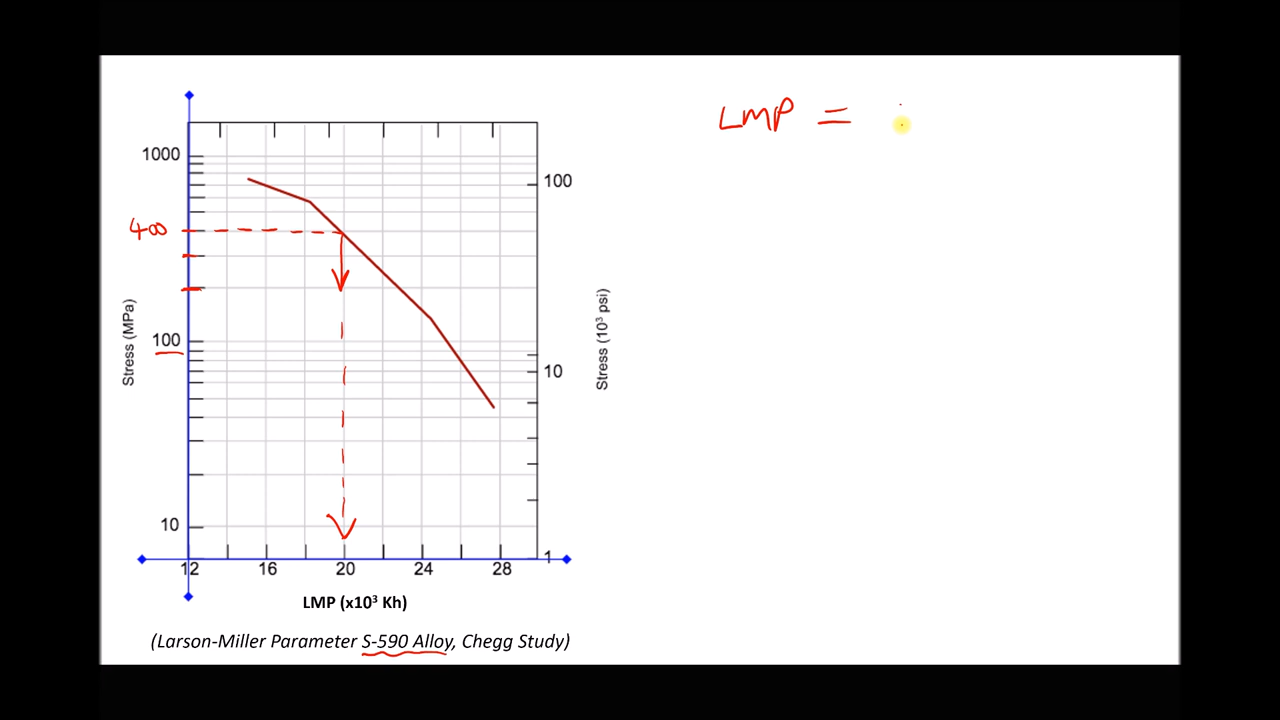 LMP =
1000
100
400
100
10
10
1
Stress (MPa)
Stress (10³ psi)
12 16 20 24 28
LMP (x10³ Kh)
(Larson-Miller Parameter S-590 Alloy, Chegg Study)